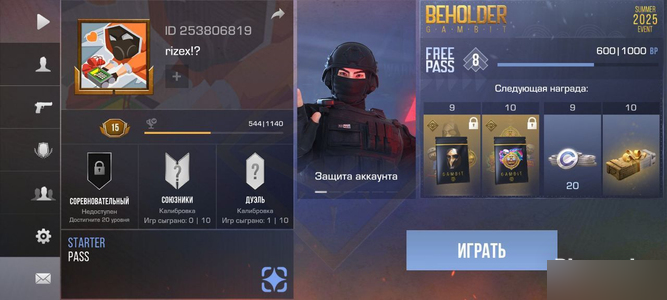 ID 253806819
rizex!?
15
544|1140
СОРЕВНОВАТЕЛЬНЫЙ
Недоступен
Достигните 20 уровня
СОЮЗНИКИ
Калибровка
Игр сыграно: 0 | 10
ДУЭЛЬ
Калибровка
Игр сыграно: 1 | 10
STARTER
PASS
Защита аккаунта
BEHOLDER
GAMBIT
SUMMER
2025
EVENT
FREE
PASS
8
600|1000 BP
Следующая награда:
9
10
9
10
GAMBIT
GAMBIT
20
ИГРАТЬ